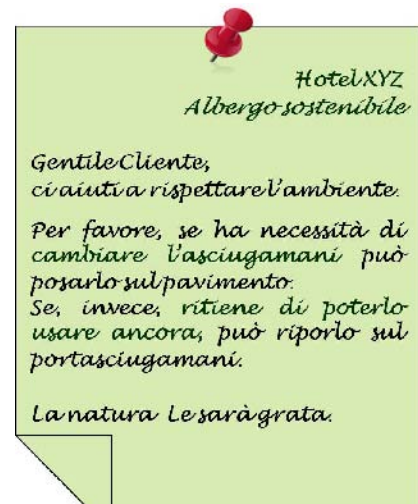 Hotel XYZ
Albergo sostenibile
Gentile Cliente,
ci aiuti a rispettare l'ambiente.
Per favore, se ha necessità di
cambiare l'asciugamani può
posarlo sul pavimento.
Se, invece, ritiene di poterlo
usare ancora, può riporlo sul
portasciugamani.
La natura Le sarà grata.